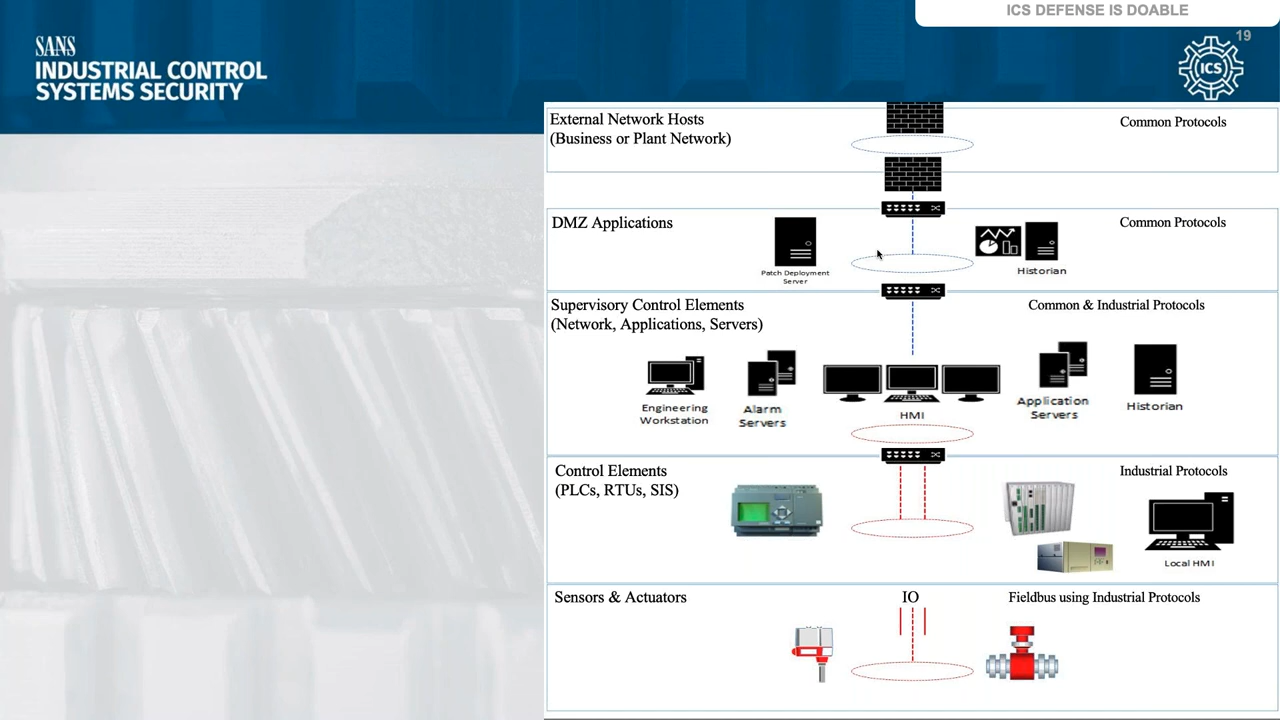 ICS DEFENSE IS DOABLE
19
SANS
INDUSTRIAL CONTROL
SYSTEMS SECURITY
ICS
External Network Hosts
(Business or Plant Network)
Common Protocols
DMZ Applications
Common Protocols
Patch Deployment
Server
Historian
Supervisory Control Elements
(Network, Applications, Servers)
Common & Industrial Protocols
Engineering
Workstation
Alarm
Servers
HMI
Application
Servers
Historian
Control Elements
(PLCs, RTUs, SIS)
Industrial Protocols
Local HMI
Sensors & Actuators
IO
Fieldbus using Industrial Protocols